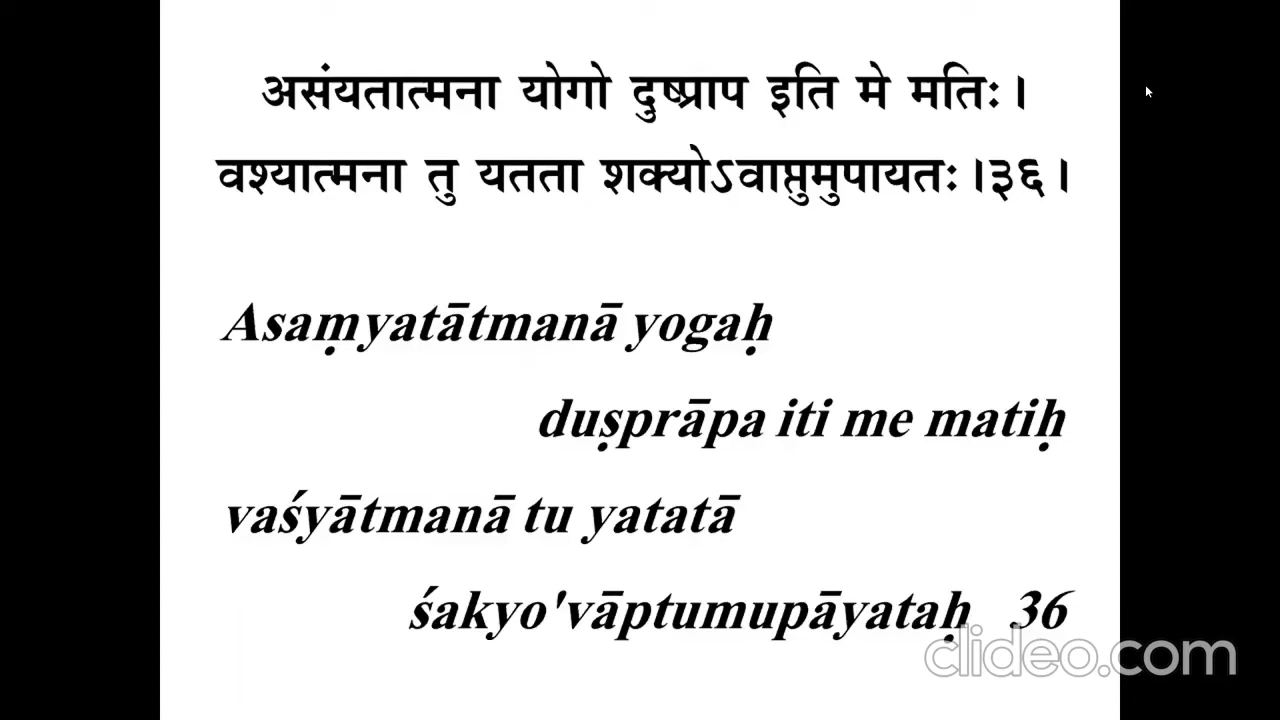 असंयतात्मना योगो दुष्प्राप इति मे मतिः।
वश्यात्मना तु यतता शक्योऽवाप्तुमुपायतः।३६।
Asaṃyatātmanā yogaḥ
duṣprāpa iti me matiḥ
vaśyātmanā tu yatatā
śakyo'vāptumupāyataḥ 36
clideo.com